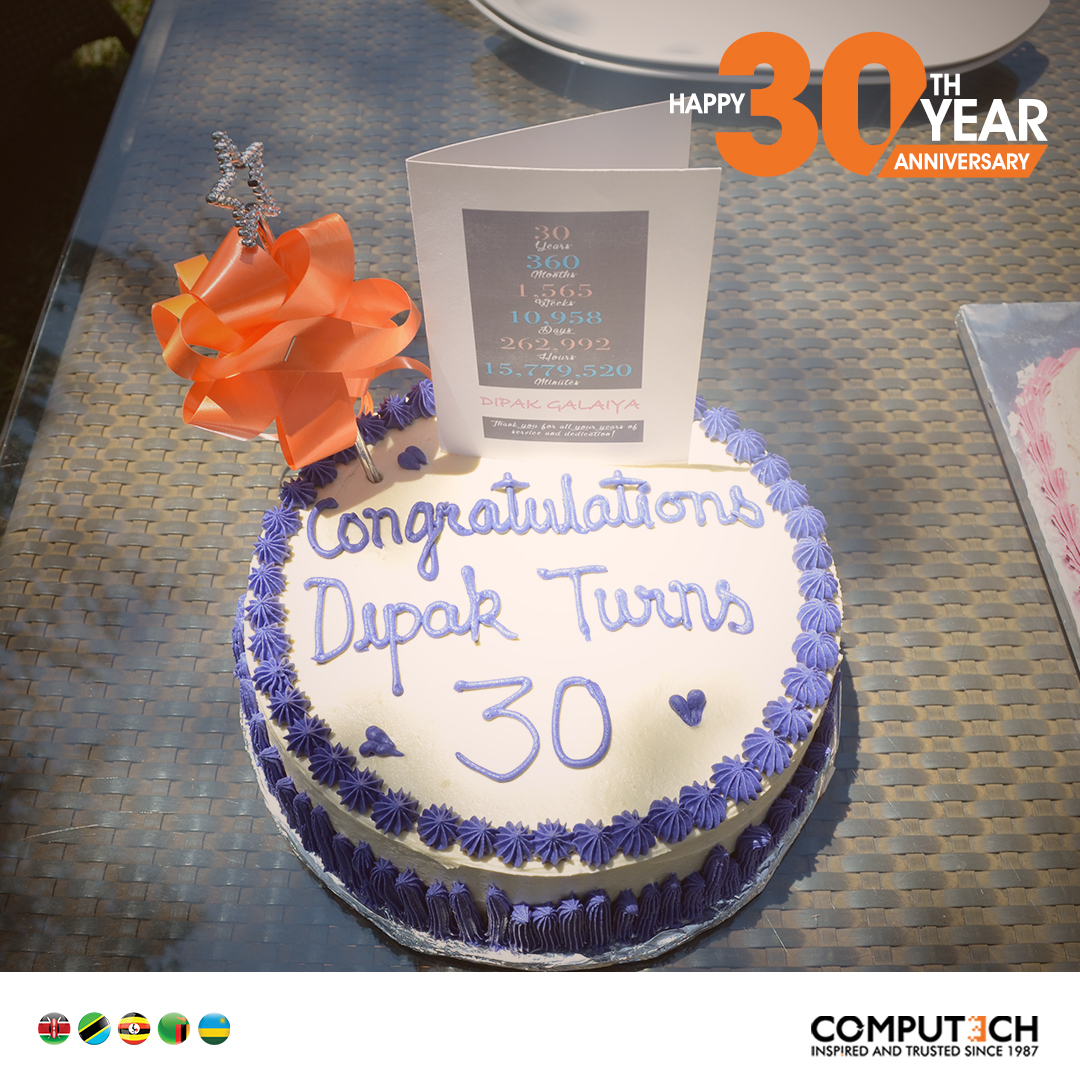 HAPPY 30TH YEAR ANNIVERSARY
30
Years
360
Months
1,565
Weeks
10,958
Days
262,992
Hours
15,779,520
Minutes
DIPAK GALAIYA
Thank you for all your years of
service and dedication!
Congratulations
Dipak Turns
30
COMPUTECH
INSPIRED AND TRUSTED SINCE 1987